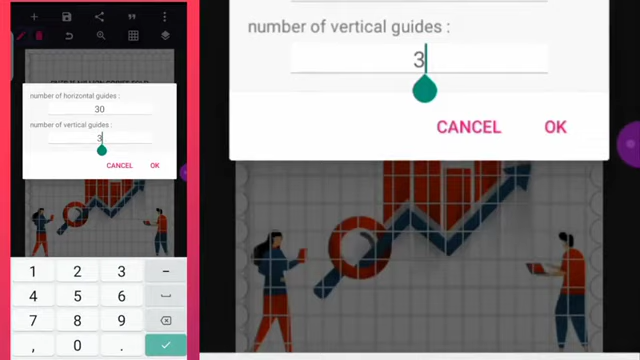 number of horizontal guides :
30
number of vertical guides :
3
CANCEL
OK
1
2
3
-
4
5
6
7
8
9
,
0
.
number of vertical guides :
3
CANCEL
OK